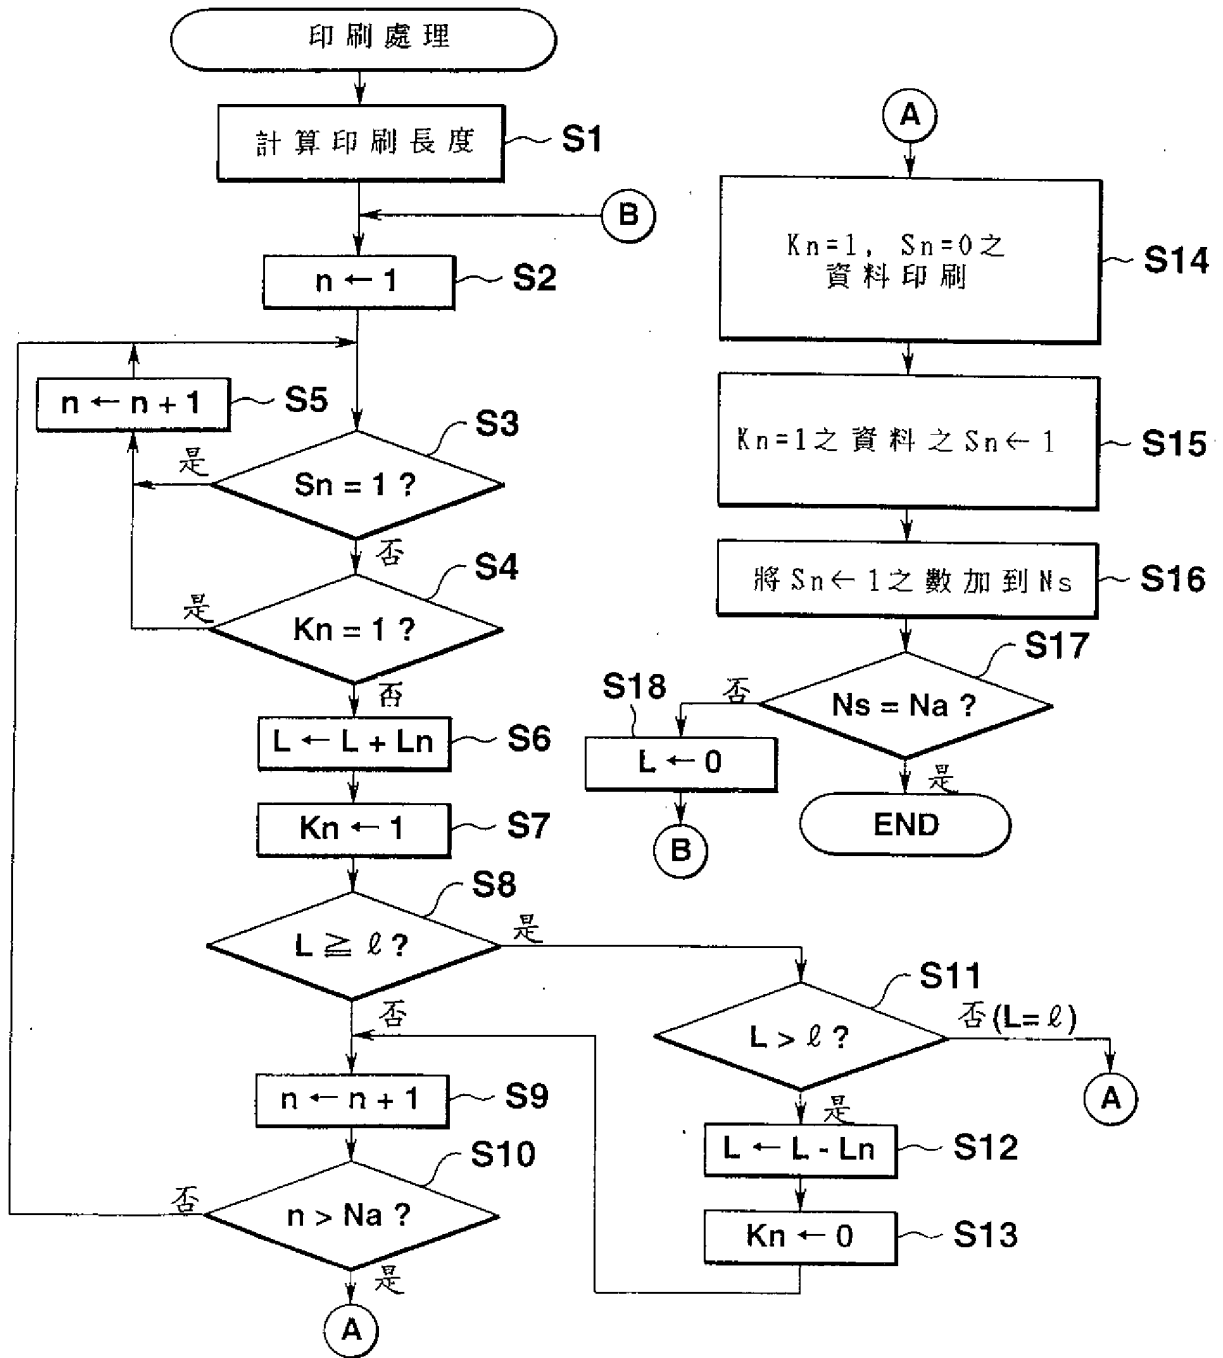 印刷處理
計算印刷長度
S1
B
n ← 1
S2
n ← n + 1
S5
S3
是
Sn = 1 ?
否
S4
是
Kn = 1 ?
否
L ← L + Ln
S6
Kn ← 1
S7
S8
L ≧ ℓ ?
是
否
n ← n + 1
S9
S10
否
n > Na ?
是
A
S11
L > ℓ ?
否 (L= ℓ)
A
是
L ← L - Ln
S12
Kn ← 0
S13
A
Kn=1, Sn=0之
資料印刷
S14
Kn=1之資料之Sn←1
S15
將Sn←1之數加到Ns
S16
S17
Ns = Na ?
否
S18
L ← 0
B
是
END